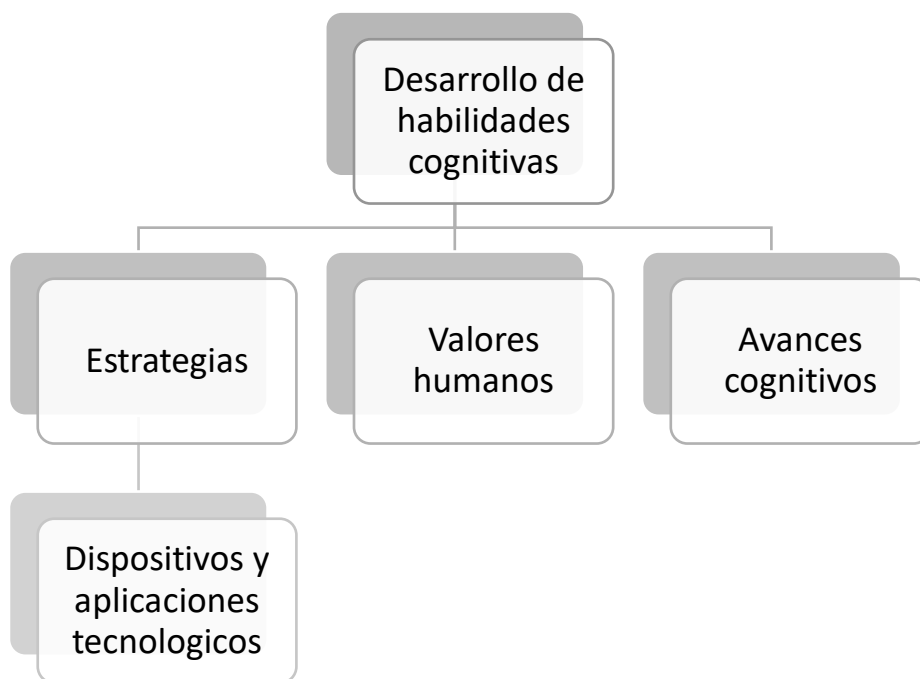 Desarrollo de
habilidades
cognitivas
Estrategias
Valores
humanos
Avances
cognitivos
Dispositivos y
aplicaciones
tecnologicos